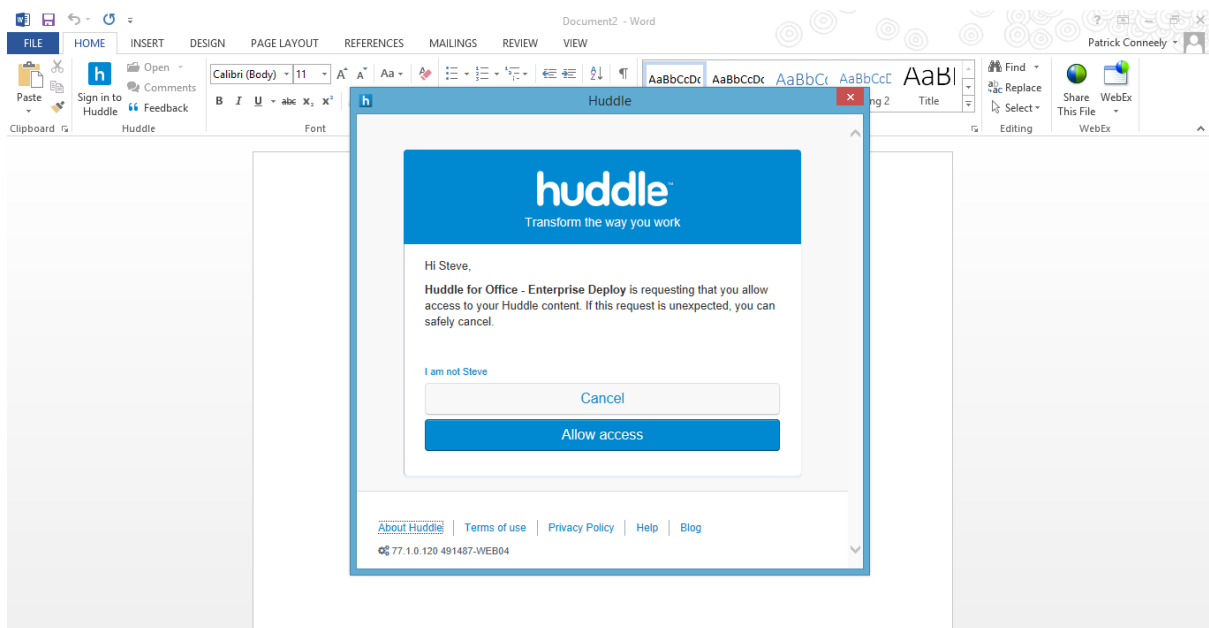 Document2 - Word
FILE HOME INSERT DESIGN PAGE LAYOUT REFERENCES MAILINGS REVIEW VIEW Patrick Conneely
Paste
Sign in to
Huddle
Open
Comments
Feedback
Calibri (Body) 11 A A Aa
B I U abc X₂ X²
AaBbCcDc AaBbCcDc AaBbC AaBbCcE AaBl
ng 2 Title
Find
Replace
Select
Share
This File
WebEx
Clipboard Huddle Font Editing WebEx
Huddle
huddle™
Transform the way you work
Hi Steve,
Huddle for Office - Enterprise Deploy is requesting that you allow
access to your Huddle content. If this request is unexpected, you can
safely cancel.
I am not Steve
Cancel
Allow access
About Huddle Terms of use Privacy Policy Help Blog
77.1.0.120 491487-WEB04